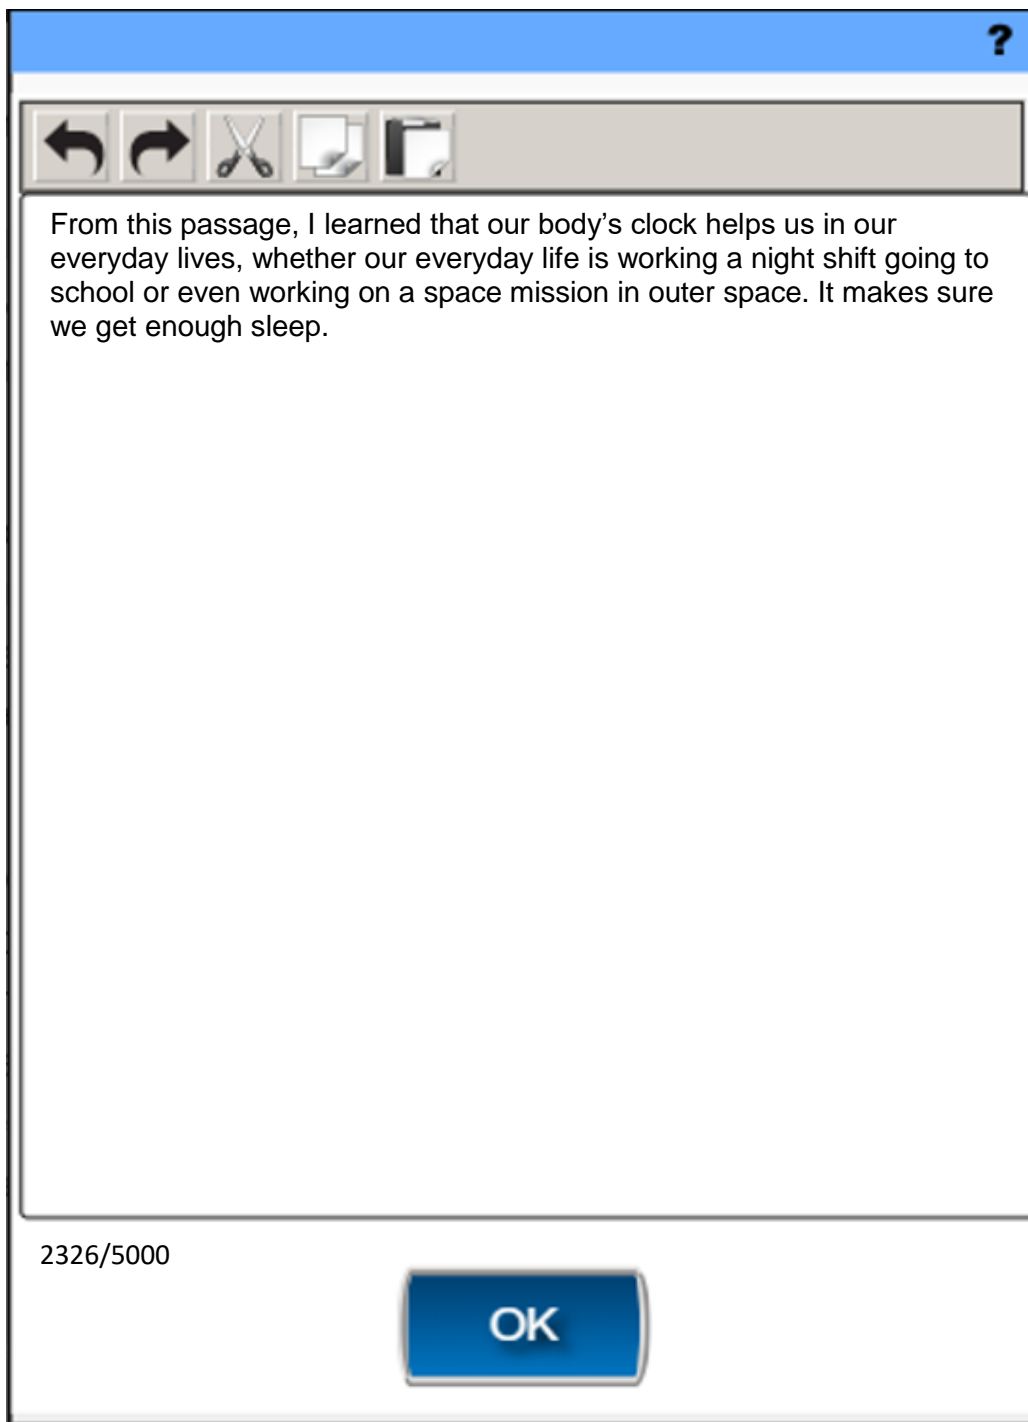 ?
From this passage, I learned that our body’s clock helps us in our
everyday lives, whether our everyday life is working a night shift going to
school or even working on a space mission in outer space. It makes sure
we get enough sleep.
2326/5000
OK